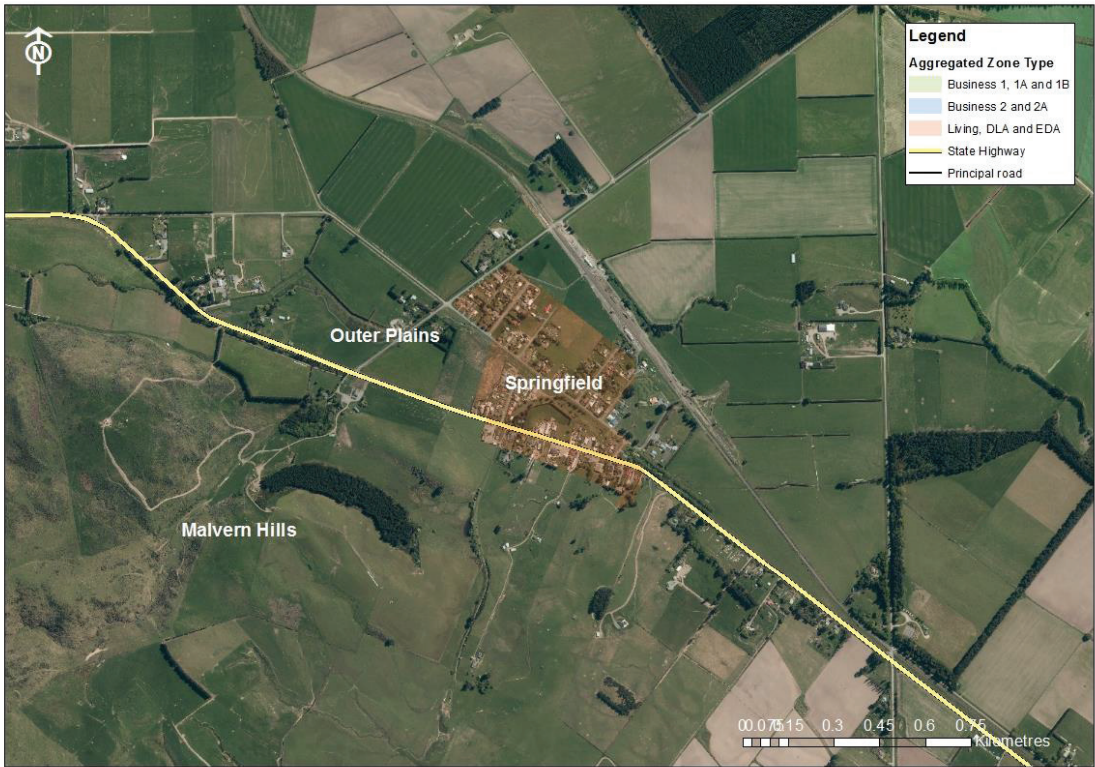 N
Legend
Aggregated Zone Type
Business 1, 1A and 1B
Business 2 and 2A
Living, DLA and EDA
State Highway
Principal road
Outer Plains
Springfield
Malvern Hills
0 0.075 0.15 0.3 0.45 0.6 0.75
Kilometres